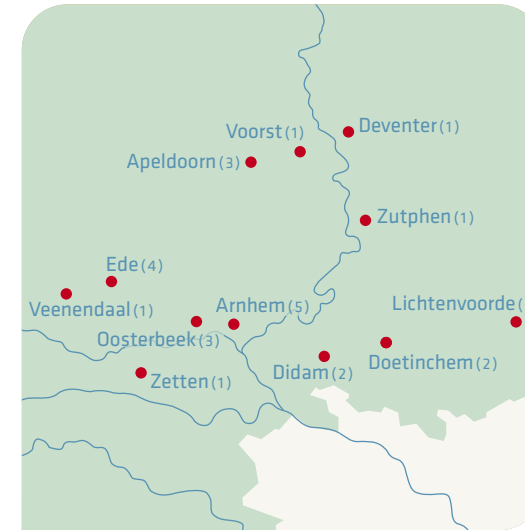 Voorst (1)
Deventer (1)
Apeldoorn (3)
Zutphen (1)
Ede (4)
Veenendaal (1)
Arnhem (5)
Lichtenvoorde (
Oosterbeek (3)
Didam (2)
Doetinchem (2)
Zetten (1)